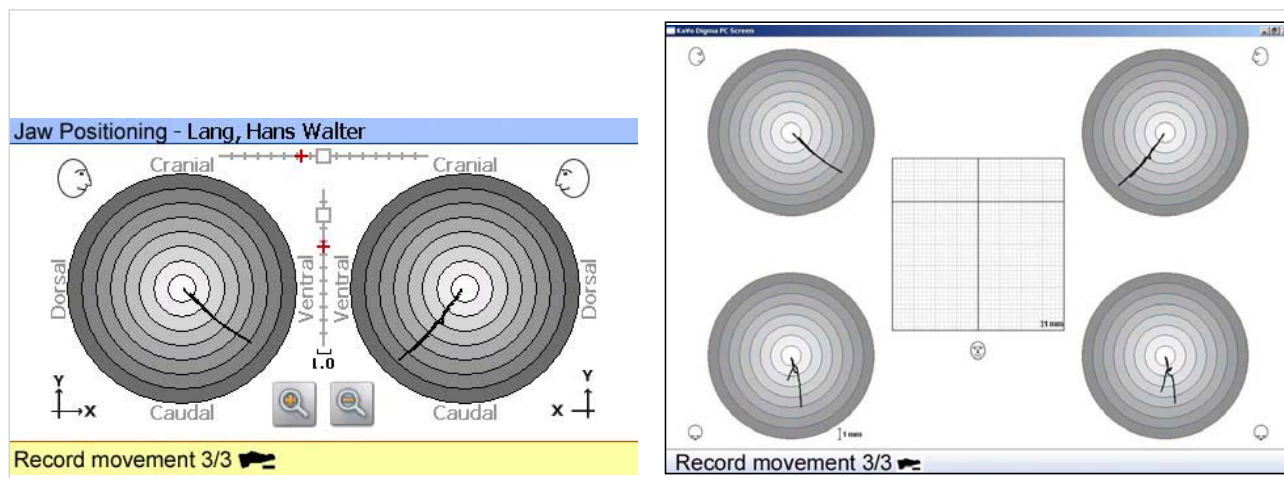 Jaw Positioning - Lang, Hans Walter
Cranial
Cranial
Dorsal
Ventral
Ventral
Dorsal
1.0
Y
X
Caudal
Caudal
Y
X
Record movement 3/3
KaVo Digma PC Screen
1 mm
1 mm
Record movement 3/3